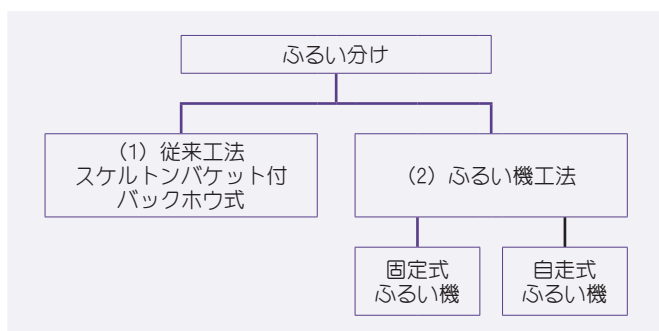 ふるい分け
(1) 従来工法
スケルトンバケット付
バックホウ式
(2) ふるい機工法
固定式
ふるい機
自走式
ふるい機